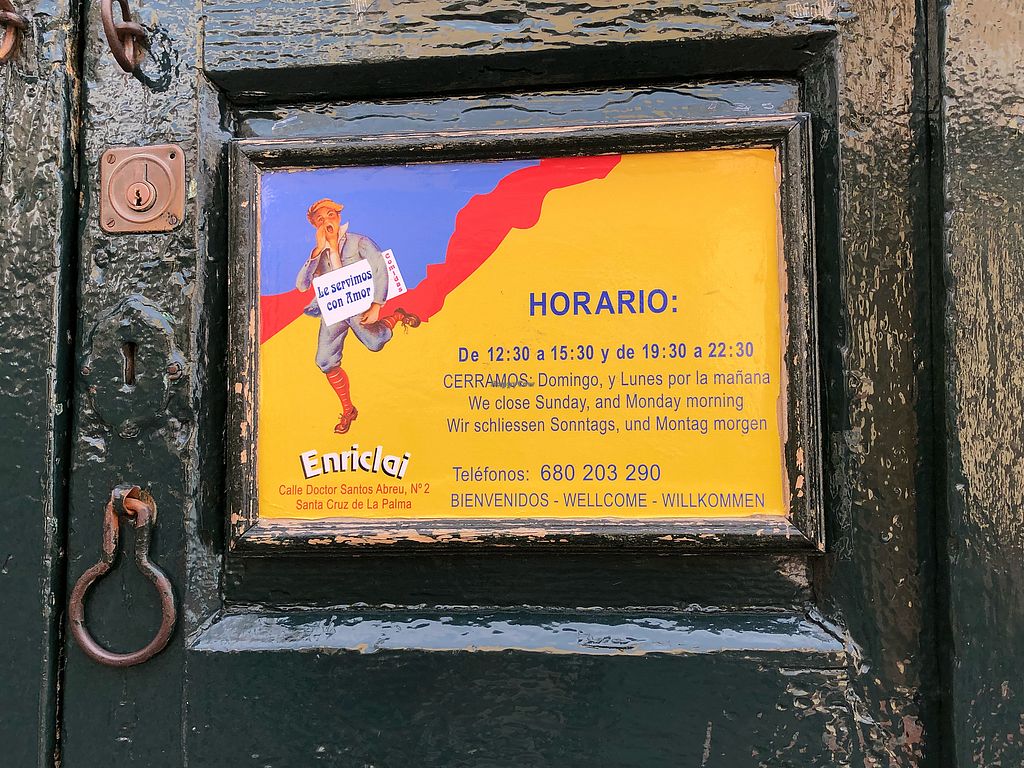 Comidas
Le servimos
con Amor
HORARIO:
De 12:30 a 15:30 y de 19:30 a 22:30
CERRAMOS: Domingo, y Lunes por la mañana
We close Sunday, and Monday morning
Wir schliessen Sonntags, und Montag morgen
Enriclai
Calle Doctor Santos Abreu, Nº 2
Santa Cruz de La Palma
Teléfonos: 680 203 290
BIENVENIDOS - WELLCOME - WILLKOMMEN